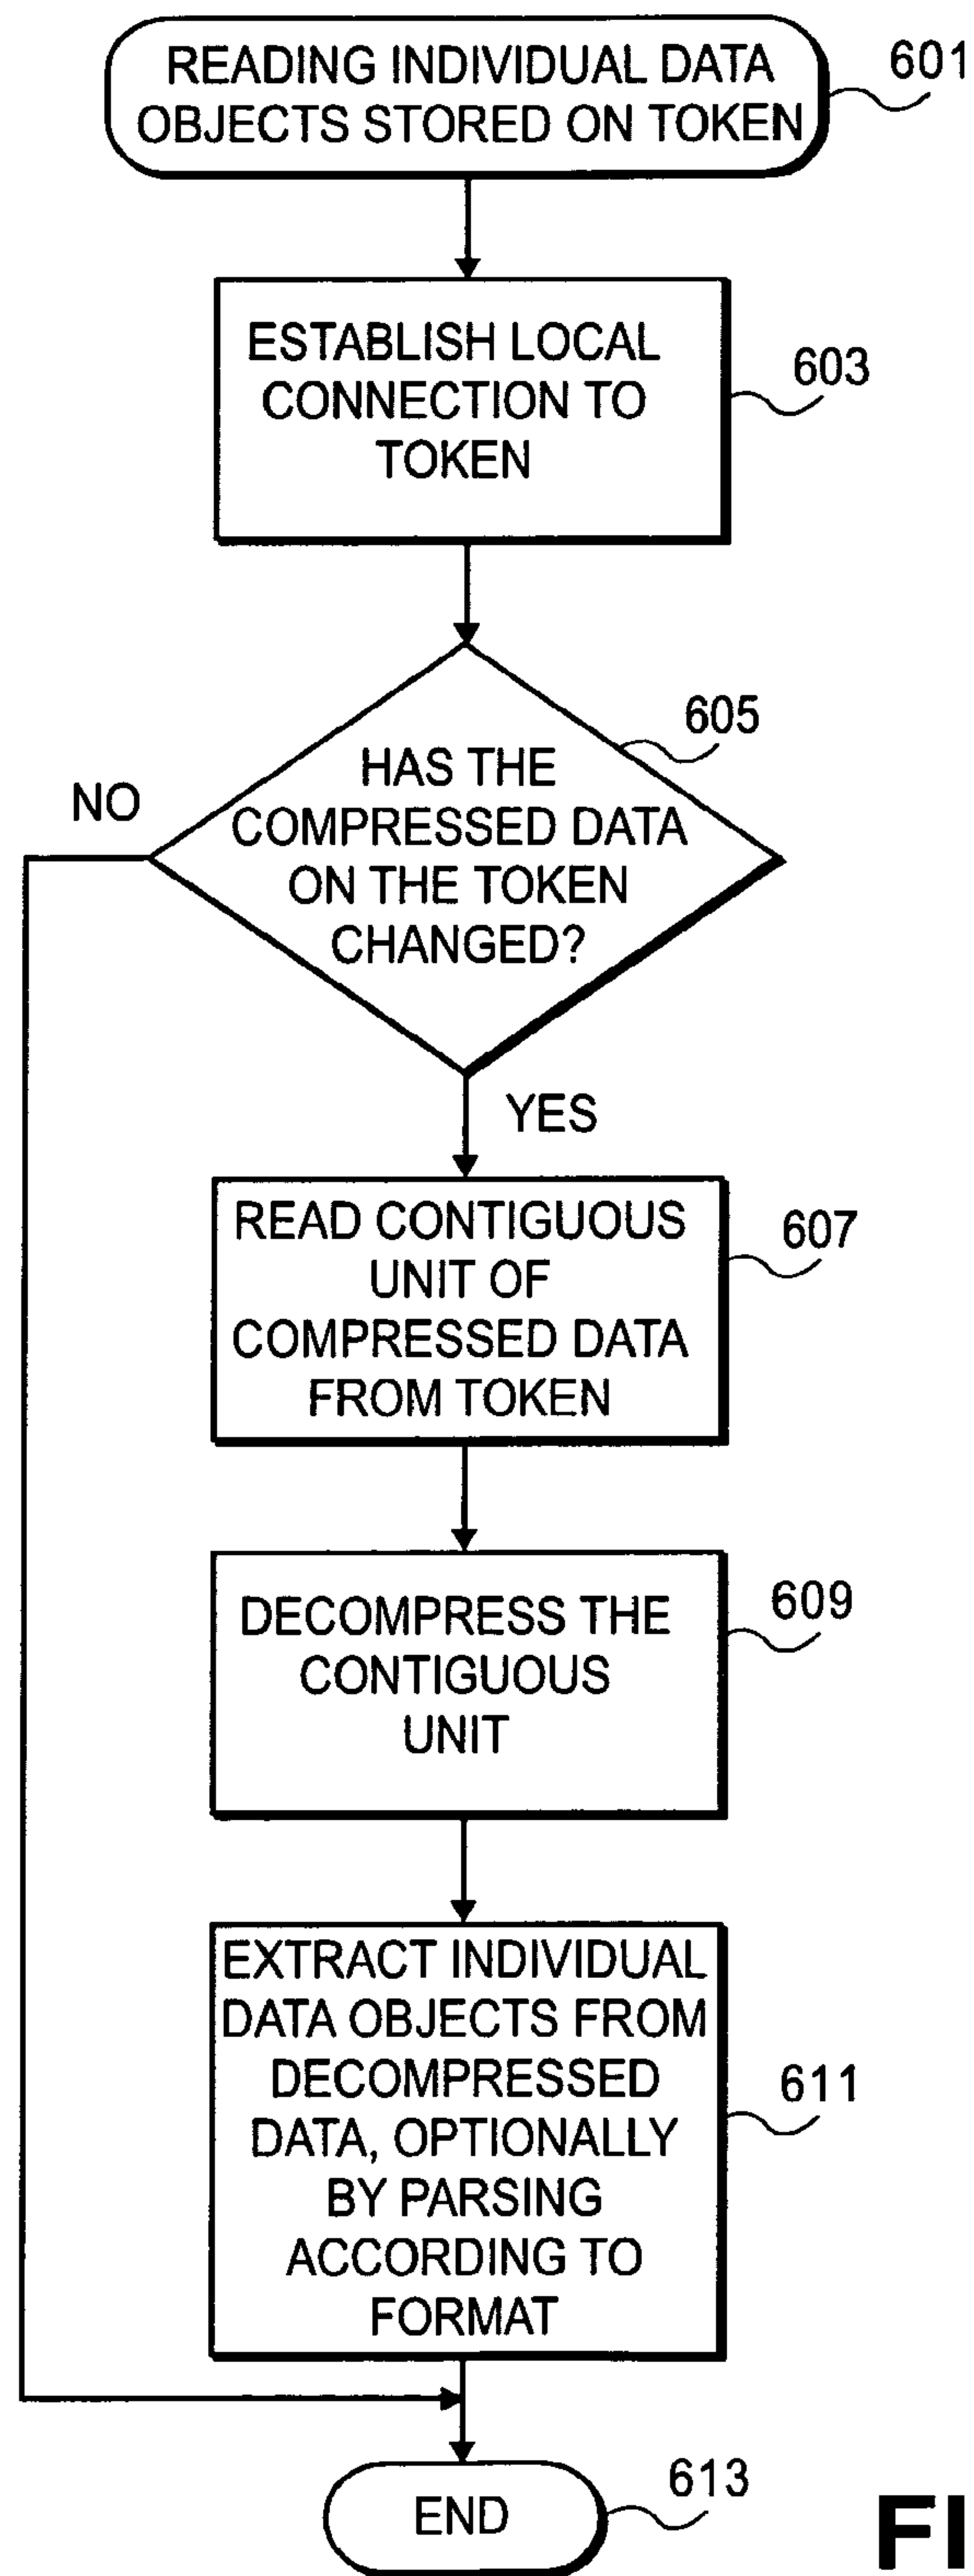 READING INDIVIDUAL DATA
OBJECTS STORED ON TOKEN
601
ESTABLISH LOCAL
CONNECTION TO
TOKEN
603
605
HAS THE
COMPRESSED DATA
ON THE TOKEN
CHANGED?
NO
YES
READ CONTIGUOUS
UNIT OF
COMPRESSED DATA
FROM TOKEN
607
DECOMPRESS THE
CONTIGUOUS
UNIT
609
EXTRACT INDIVIDUAL
DATA OBJECTS FROM
DECOMPRESSED
DATA, OPTIONALLY
BY PARSING
ACCORDING TO
FORMAT
611
END
613
FI